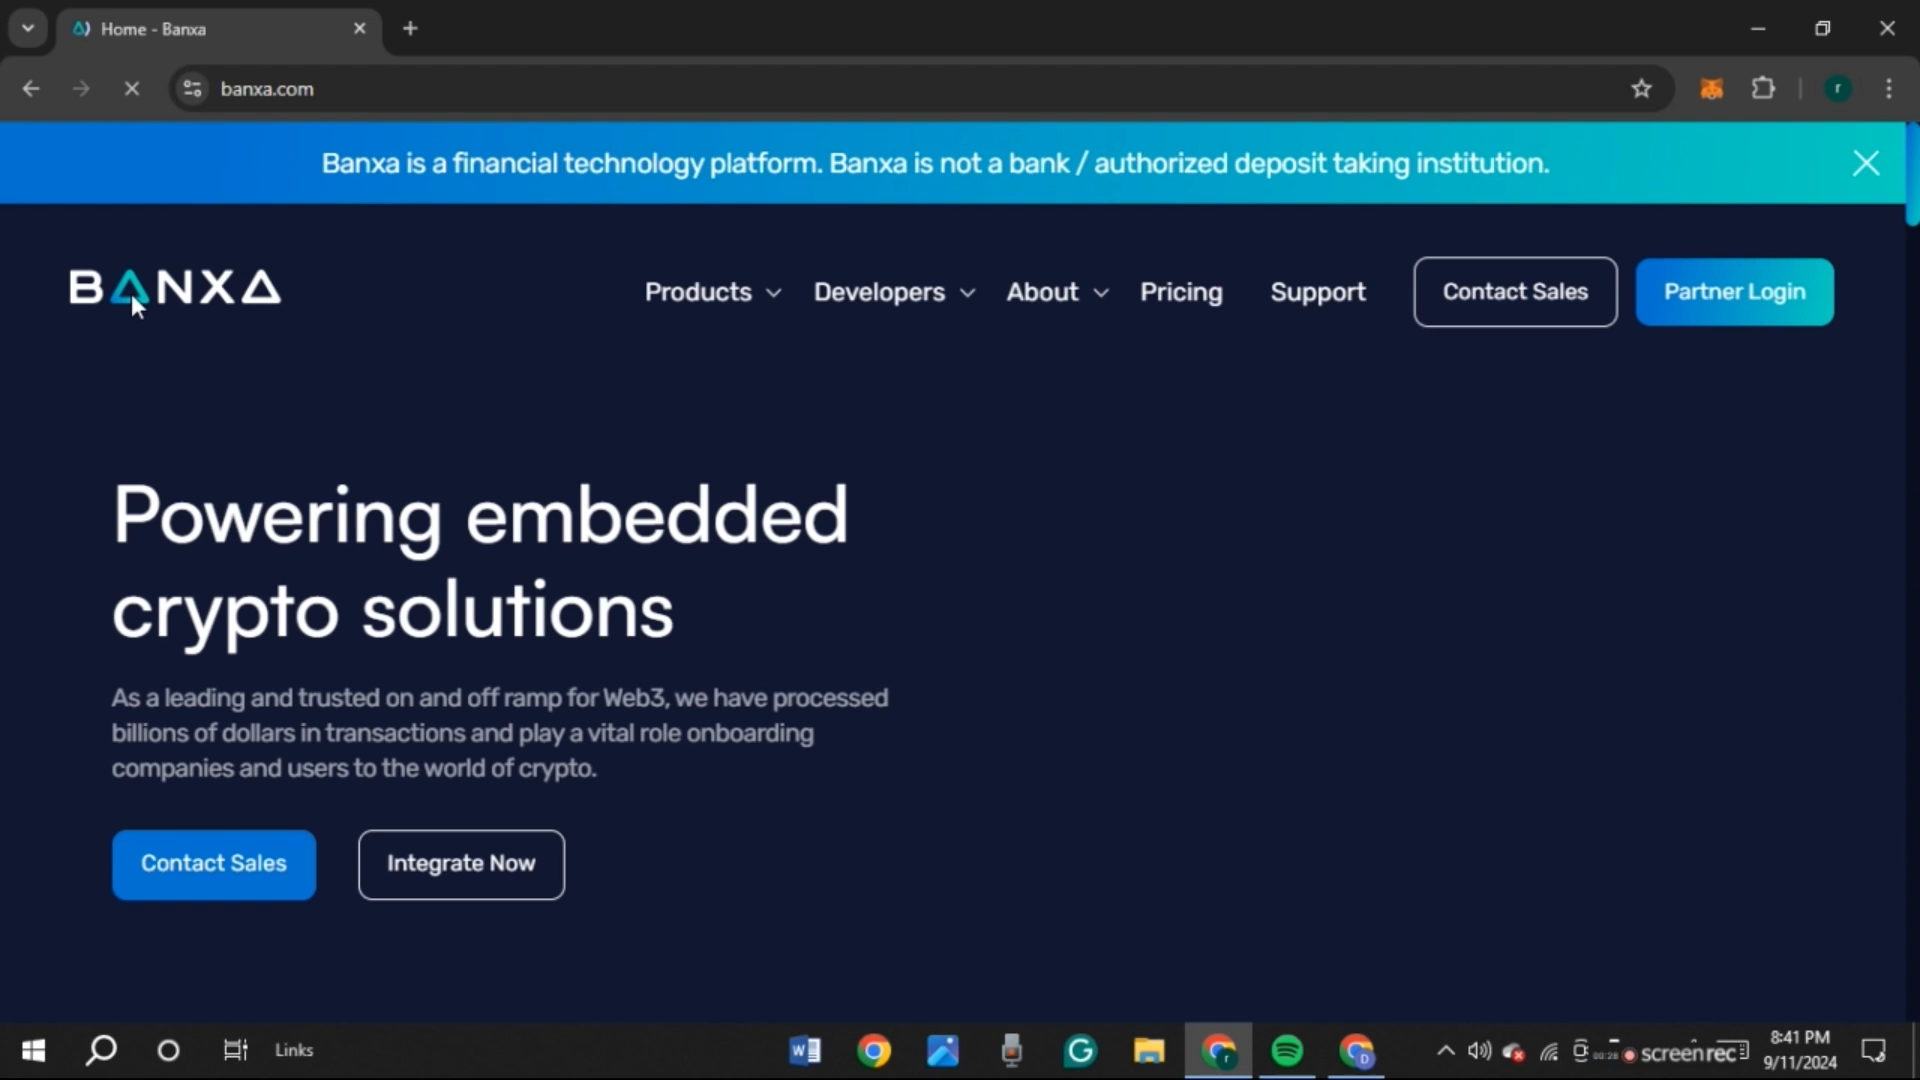 Home - Banxa
banxa.com
r
Banxa is a financial technology platform. Banxa is not a bank / authorized deposit taking institution.
BANXA
Products
Developers
About
Pricing
Support
Contact Sales
Partner Login
Powering embedded
crypto solutions
As a leading and trusted on and off ramp for Web3, we have processed
billions of dollars in transactions and play a vital role onboarding
companies and users to the world of crypto.
Contact Sales
Integrate Now
Links
screenrec
8:41 PM
9/11/2024